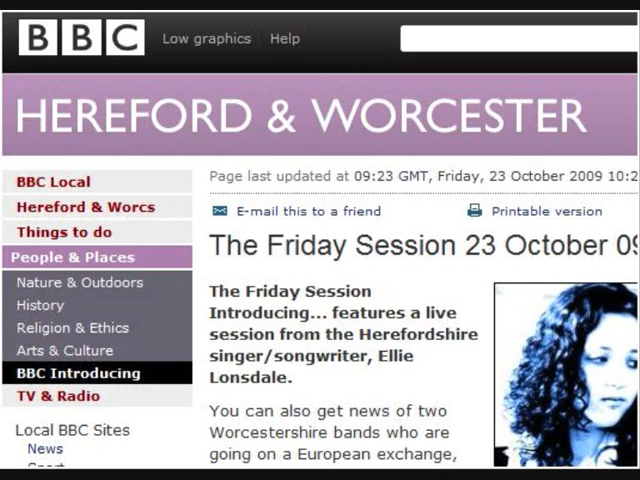 BBC Low graphics Help
HEREFORD & WORCESTER
BBC Local
Hereford & Worcs
Things to do
People & Places
Nature & Outdoors
History
Religion & Ethics
Arts & Culture
BBC Introducing
TV & Radio
Local BBC Sites
News
Page last updated at 09:23 GMT, Friday, 23 October 2009 10:2
E-mail this to a friend Printable version
The Friday Session 23 October 09
The Friday Session
Introducing... features a live
session from the Herefordshire
singer/songwriter, Ellie
Lonsdale.
You can also get news of two
Worcestershire bands who are
going on a European exchange,